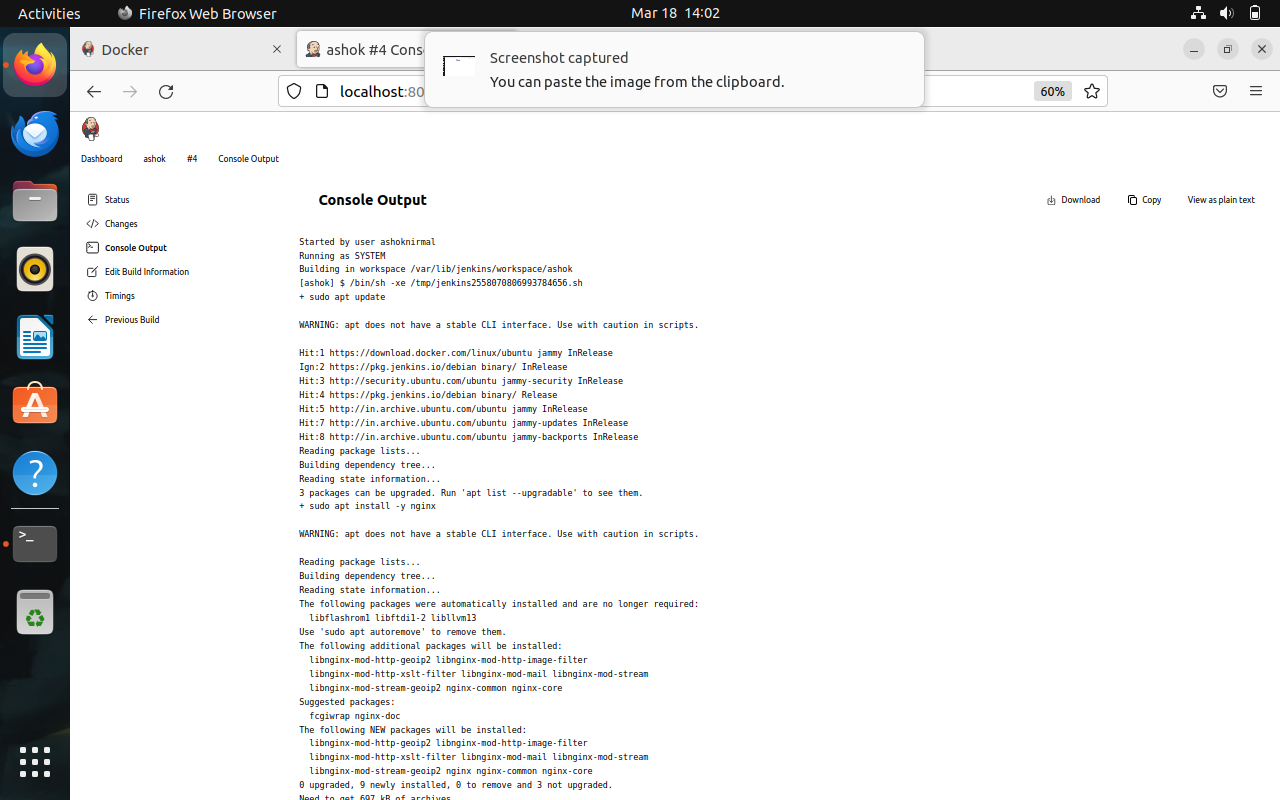 Activities
Firefox Web Browser
Mar 18 14:02
Docker
ashok #4 Cons
Screenshot captured
You can paste the image from the clipboard.
localhost:80
60%
Dashboard
ashok
#4
Console Output
Status
Changes
Console Output
Edit Build Information
Timings
Previous Build
Console Output
Download
Copy
View as plain text
Started by user ashoknirmal
Running as SYSTEM
Building in workspace /var/lib/jenkins/workspace/ashok
[ashok] $ /bin/sh -xe /tmp/jenkins2558070806993784656.sh
+ sudo apt update
WARNING: apt does not have a stable CLI interface. Use with caution in scripts.
Hit:1 https://download.docker.com/linux/ubuntu jammy InRelease
Ign:2 https://pkg.jenkins.io/debian binary/ InRelease
Hit:3 http://security.ubuntu.com/ubuntu jammy-security InRelease
Hit:4 https://pkg.jenkins.io/debian binary/ Release
Hit:5 http://in.archive.ubuntu.com/ubuntu jammy InRelease
Hit:7 http://in.archive.ubuntu.com/ubuntu jammy-updates InRelease
Hit:8 http://in.archive.ubuntu.com/ubuntu jammy-backports InRelease
Reading package lists...
Building dependency tree...
Reading state information...
3 packages can be upgraded. Run 'apt list --upgradable' to see them.
+ sudo apt install -y nginx
WARNING: apt does not have a stable CLI interface. Use with caution in scripts.
Reading package lists...
Building dependency tree...
Reading state information...
The following packages were automatically installed and are no longer required:
libflashrom1 libftdi1-2 libllvm13
Use 'sudo apt autoremove' to remove them.
The following additional packages will be installed:
libnginx-mod-http-geoip2 libnginx-mod-http-image-filter
libnginx-mod-http-xslt-filter libnginx-mod-mail libnginx-mod-stream
libnginx-mod-stream-geoip2 nginx-common nginx-core
Suggested packages:
fcgiwrap nginx-doc
The following NEW packages will be installed:
libnginx-mod-http-geoip2 libnginx-mod-http-image-filter
libnginx-mod-http-xslt-filter libnginx-mod-mail libnginx-mod-stream
libnginx-mod-stream-geoip2 nginx nginx-common nginx-core
0 upgraded, 9 newly installed, 0 to remove and 3 not upgraded.
Need to get 697 kB of archives.